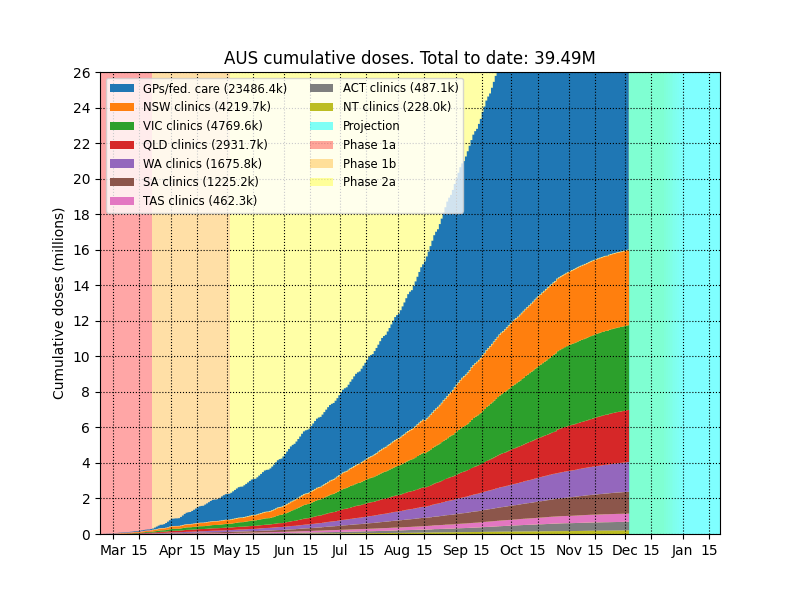 AUS cumulative doses. Total to date: 39.49M
Cumulative doses (millions)
26
24
22
20
18
16
14
12
10
8
6
4
2
0
GPs/fed. care (23486.4k)
NSW clinics (4219.7k)
VIC clinics (4769.6k)
QLD clinics (2931.7k)
WA clinics (1675.8k)
SA clinics (1225.2k)
TAS clinics (462.3k)
ACT clinics (487.1k)
NT clinics (228.0k)
Projection
Phase 1a
Phase 1b
Phase 2a
Mar 15 Apr 15 May 15 Jun 15 Jul 15 Aug 15 Sep 15 Oct 15 Nov 15 Dec 15 Jan 15